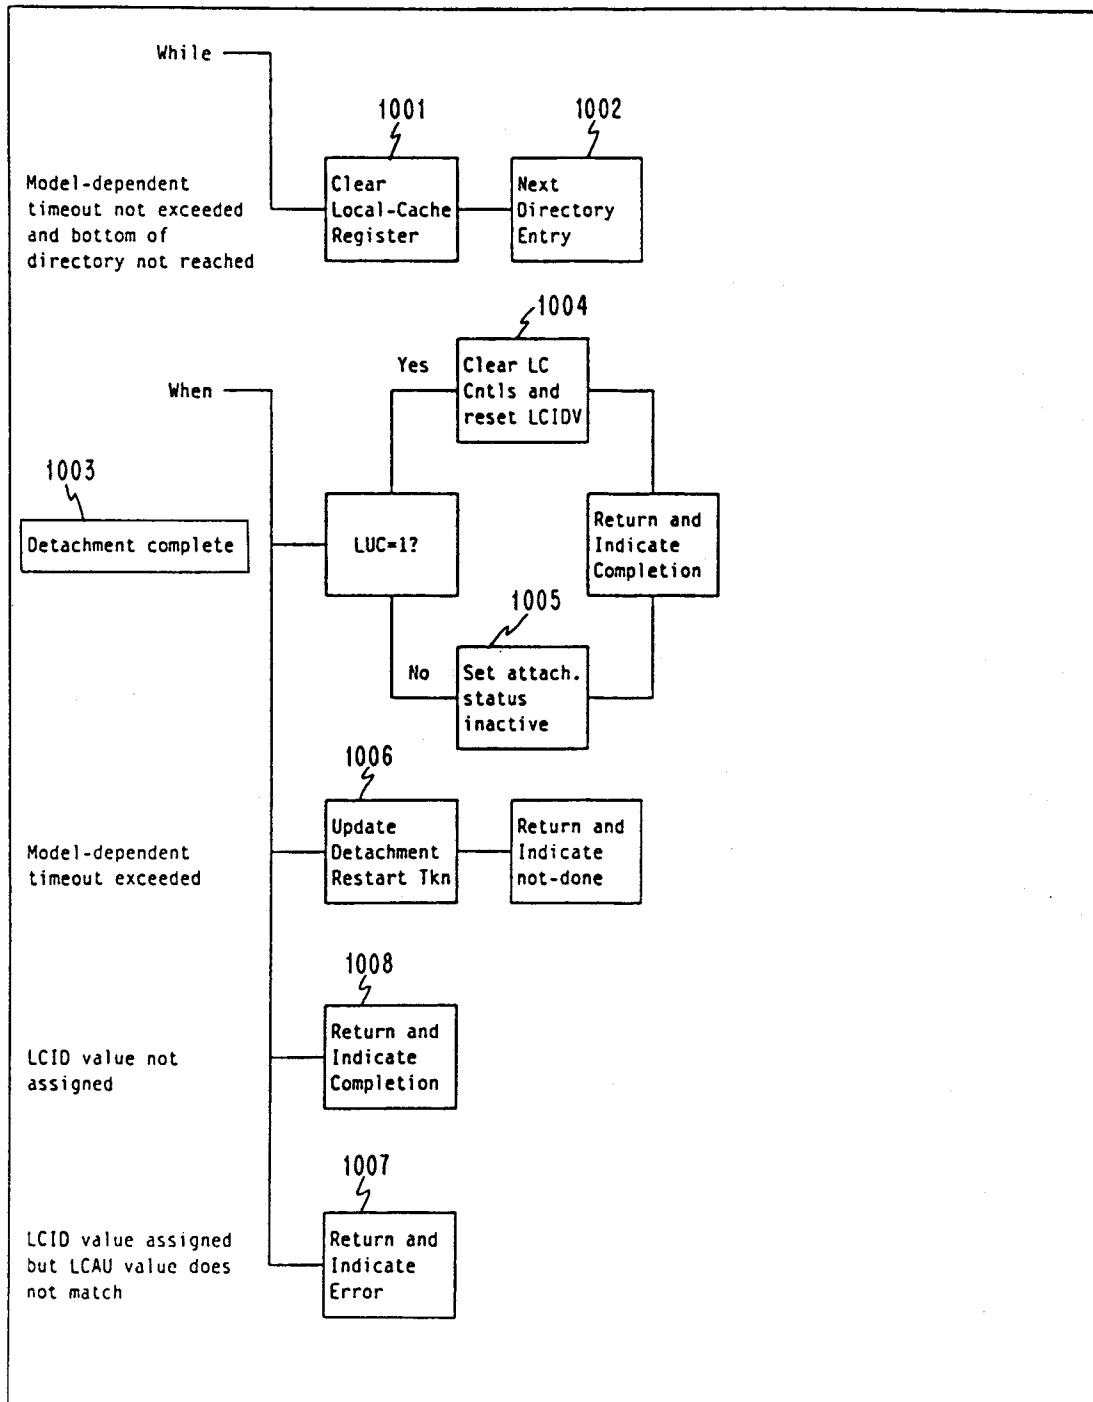 While
1001
1002
Model-dependent
timeout not exceeded
and bottom of
directory not reached
Clear
Local-Cache
Register
Next
Directory
Entry
1004
When
Yes
Clear LC
Cntls and
reset LCIDV
1003
Detachment complete
LUC=1?
Return and
Indicate
Completion
1005
No
Set attach.
status
inactive
1006
Model-dependent
timeout exceeded
Update
Detachment
Restart Tkn
Return and
Indicate
not-done
1008
LCID value not
assigned
Return and
Indicate
Completion
1007
LCID value assigned
but LCAU value does
not match
Return and
Indicate
Error